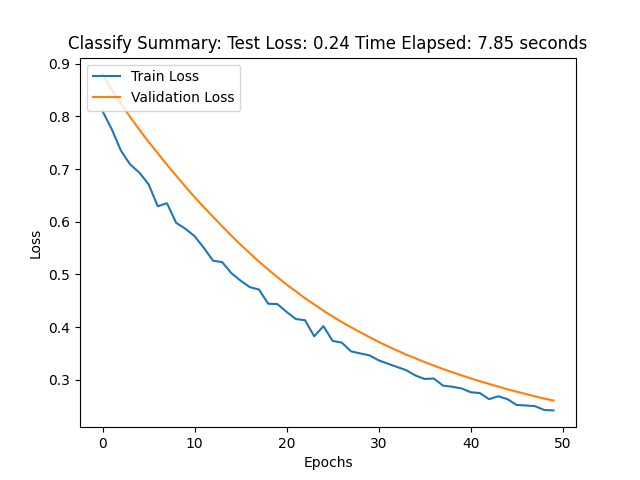 Classify Summary: Test Loss: 0.24 Time Elapsed: 7.85 seconds
Train Loss
Validation Loss
0.9
0.8
0.7
0.6
0.5
0.4
0.3
Loss
0 10 20 30 40 50
Epochs